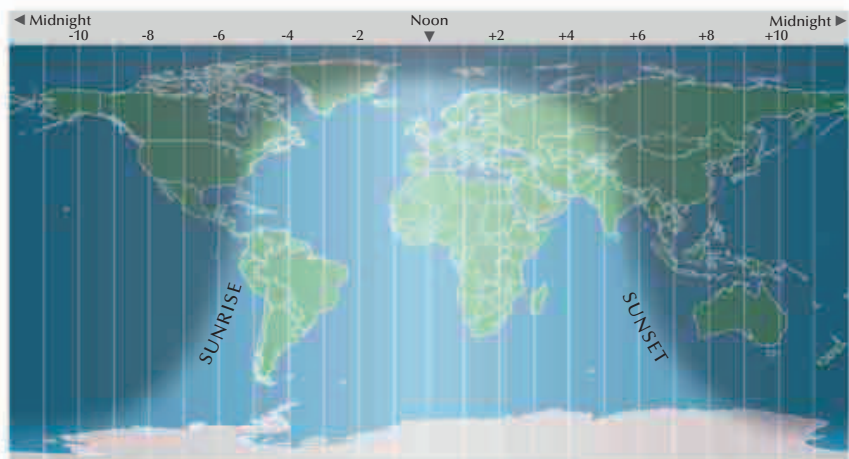 ◄ Midnight Noon Midnight ►
-10 -8 -6 -4 -2 ▼ +2 +4 +6 +8 +10
SUNRISE
SUNSET